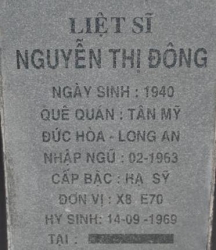 LIỆT SĨ
NGUYỄN THỊ ĐÔNG
NGÀY SINH : 1940
QUÊ QUÁN : TÂN MỸ
ĐỨC HÒA - LONG AN
NHẬP NGŨ : 02-1963
CẤP BẬC : HẠ SỸ
ĐƠN VỊ : X8 E70
HY SINH: 14-09-1969
TẠI :